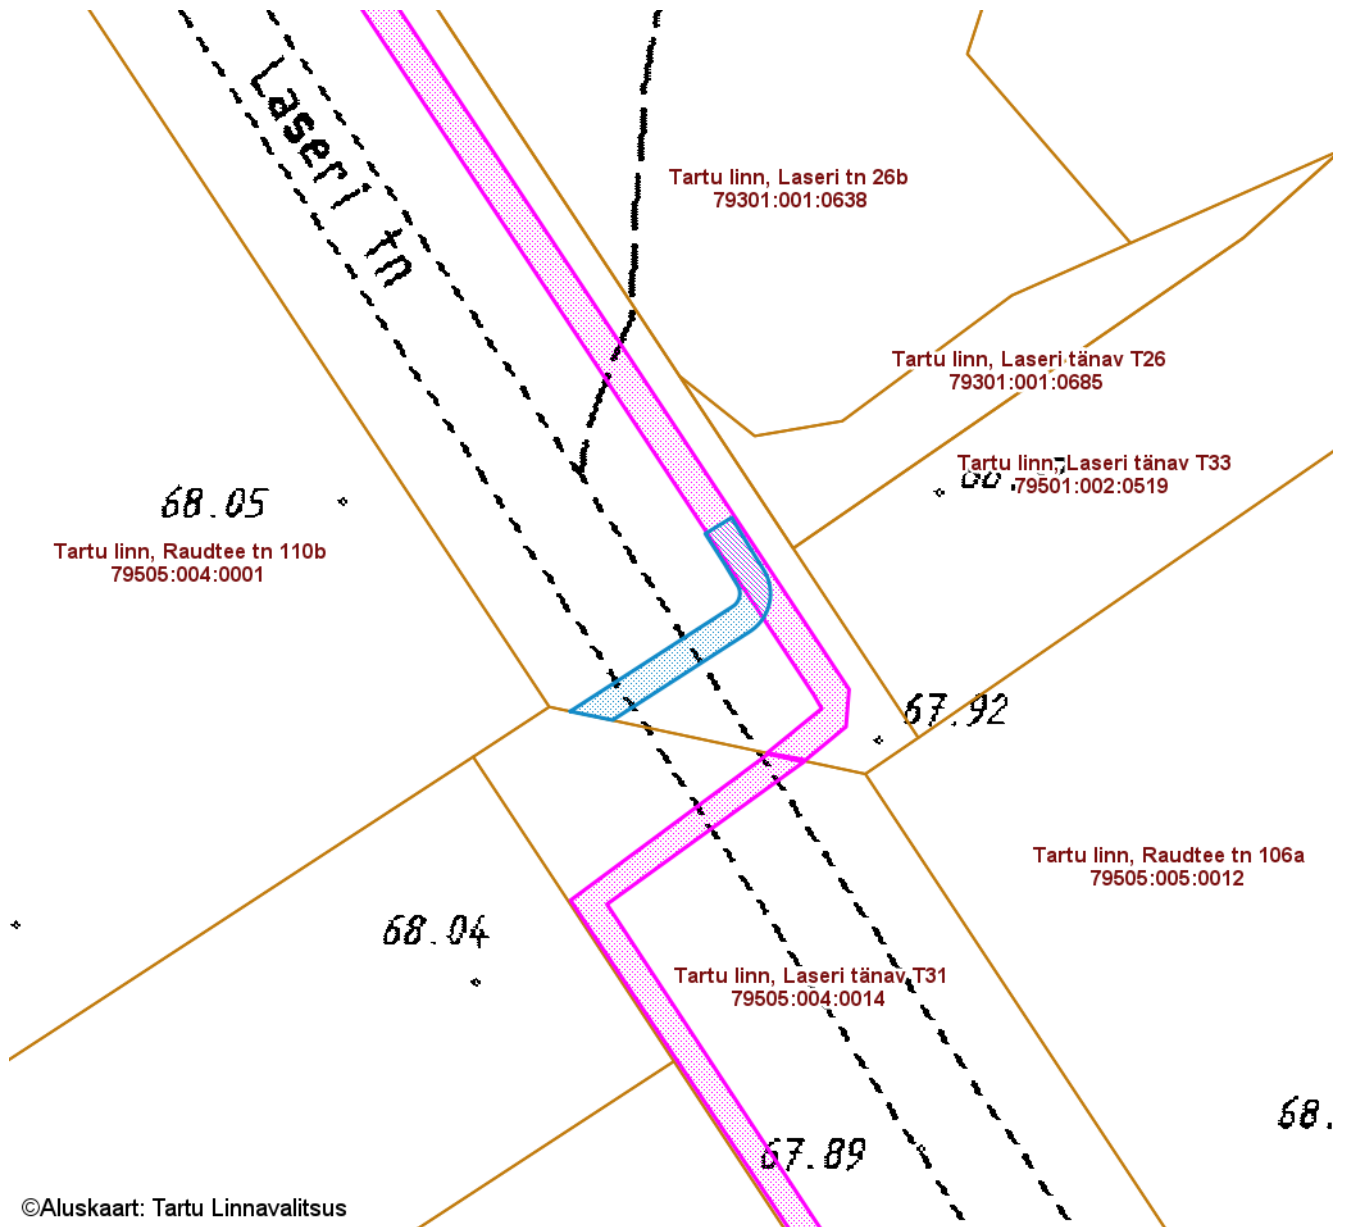 Laseri tn
Tartu linn, Laseri tn 26b
79301:001:0638
Tartu linn, Laseri tänav T26
79301:001:0685
Tartu linn, Laseri tänav T33
79501:002:0519
68.05
Tartu linn, Raudtee tn 110b
79505:004:0001
67.92
Tartu linn, Raudtee tn 106a
79505:005:0012
68.04
Tartu linn, Laseri tänav T31
79505:004:0014
68.
67.89
©Aluskaart: Tartu Linnavalitsus